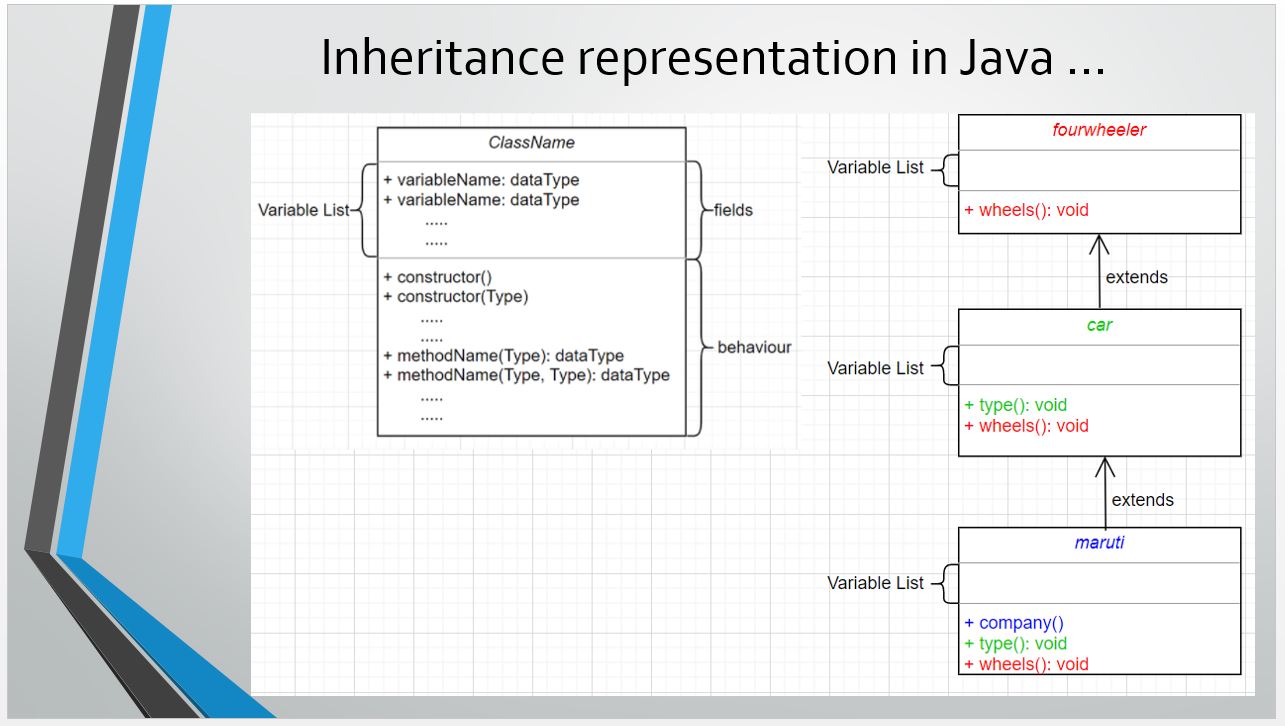 Inheritance representation in Java ...
ClassName
Variable List
+ variableName: dataType
+ variableName: dataType
.....
.....
fields
+ constructor()
+ constructor(Type)
.....
.....
+ methodName(Type): dataType
+ methodName(Type, Type): dataType
.....
.....
behaviour
fourwheeler
Variable List
+ wheels(): void
extends
car
Variable List
+ type(): void
+ wheels(): void
extends
maruti
Variable List
+ company()
+ type(): void
+ wheels(): void